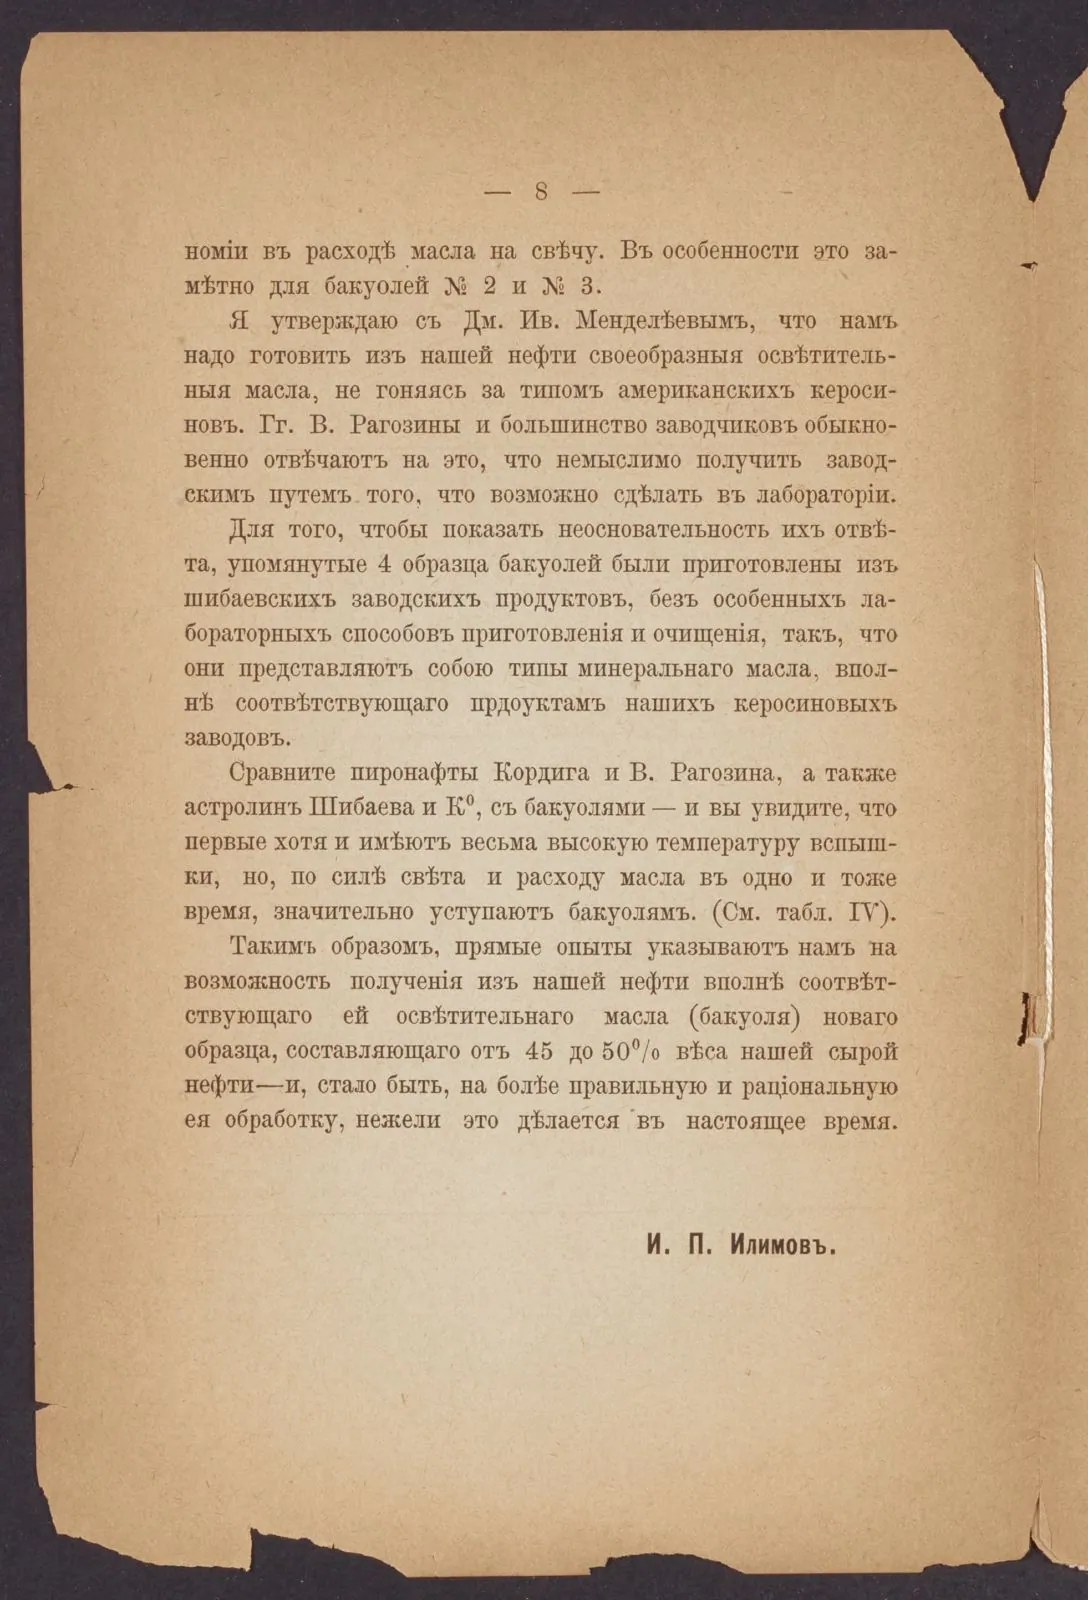 — 8 —
номіи въ расходѣ масла на свѣчу. Въ особенности это за-
мѣтно для бакуолей № 2 и № 3.
Я утверждаю съ Дм. Ив. Менделѣевымъ, что намъ
надо готовить изъ нашей нефти своеобразныя освѣтитель-
ныя масла, не гоняясь за типомъ американскихъ кероси-
новъ. Гг. В. Рагозины и большинство заводчиковъ обыкно-
венно отвѣчаютъ на это, что немыслимо получить завод-
скимъ путемъ того, что возможно сдѣлать въ лабораторіи.
Для того, чтобы показать неосновательность ихъ отвѣ-
та, упомянутые 4 образца бакуолей были приготовлены изъ
шибаевскихъ заводскихъ продуктовъ, безъ особенныхъ ла-
бораторныхъ способовъ приготовленія и очищенія, такъ, что
они представляютъ собою типы минеральнаго масла, впол-
нѣ соотвѣтствующаго прдоуктамъ нашихъ керосиновыхъ
заводовъ.
Сравните пиронафты Кордига и В. Рагозина, а также
астролинъ Шибаева и К⁰, съ бакуолями — и вы увидите, что
первые хотя и имѣютъ весьма высокую температуру вспыш-
ки, но, по силѣ свѣта и расходу масла въ одно и тоже
время, значительно уступаютъ бакуолямъ. (См. табл. IV).
Такимъ образомъ, прямые опыты указываютъ намъ на
возможность полученія изъ нашей нефти вполнѣ соотвѣт-
ствующаго ей освѣтительнаго масла (бакуоля) новаго
образца, составляющаго отъ 45 до 50% вѣса нашей сырой
нефти—и, стало быть, на болѣе правильную и раціональную
ея обработку, нежели это дѣлается въ настоящее время.
И. П. Илимовъ.